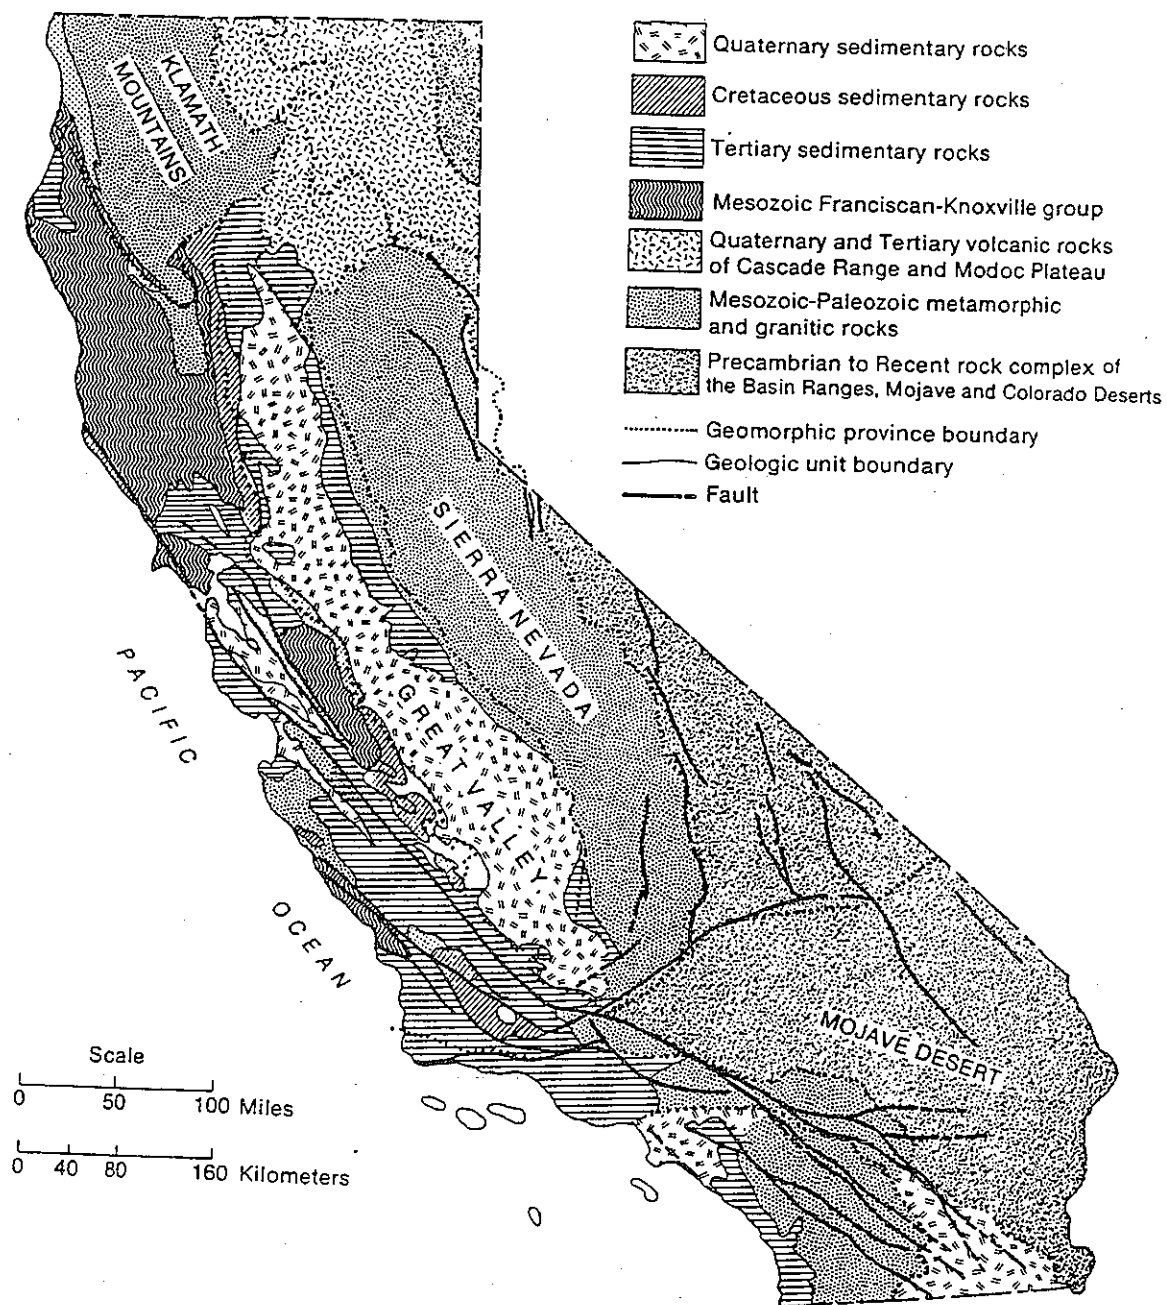 KLAMATH
MOUNTAINS
Quaternary sedimentary rocks
Cretaceous sedimentary rocks
Tertiary sedimentary rocks
Mesozoic Franciscan-Knoxville group
Quaternary and Tertiary volcanic rocks
of Cascade Range and Modoc Plateau
Mesozoic-Paleozoic metamorphic
and granitic rocks
Precambrian to Recent rock complex of
the Basin Ranges, Mojave and Colorado Deserts
Geomorphic province boundary
Geologic unit boundary
Fault
SIERRA NEVADA
GREAT VALLEY
PACIFIC
OCEAN
MOJAVE DESERT
Scale
0 50 100 Miles
0 40 80 160 Kilometers